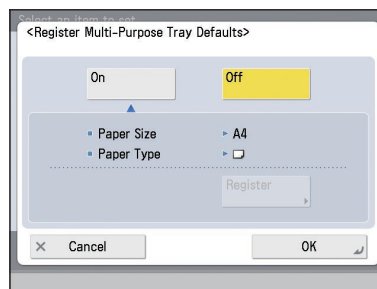 Select an item to set.
<Register Multi-Purpose Tray Defaults>
On Off
Paper Size A4
Paper Type
Register
Cancel OK